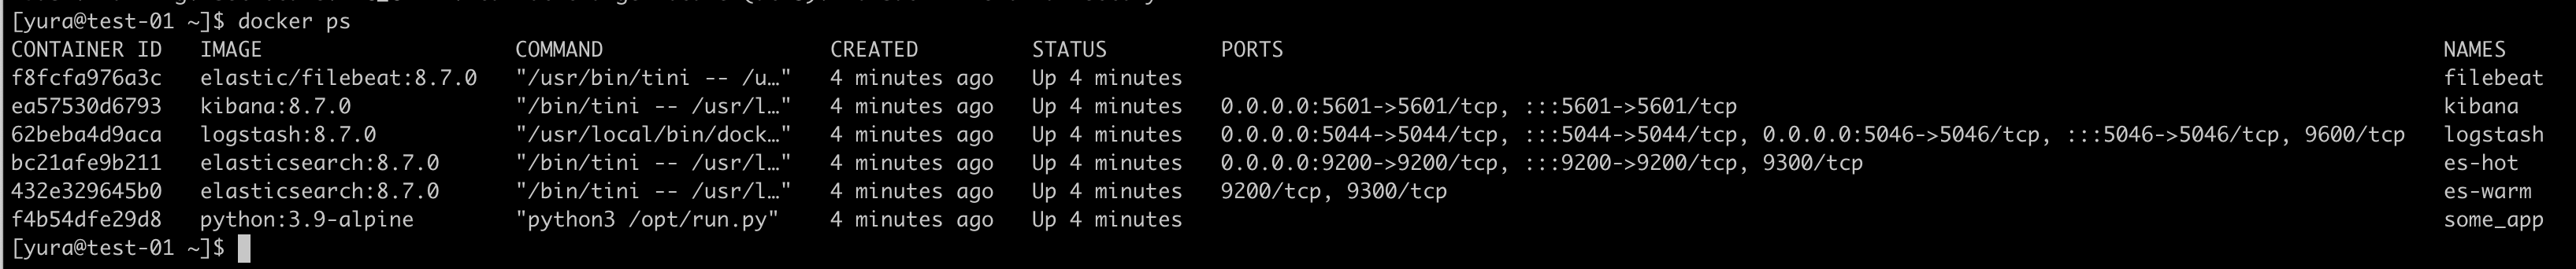 [yura@test-01 ~]$ docker ps
CONTAINER ID   IMAGE                    COMMAND                  CREATED         STATUS         PORTS                                                                                            NAMES
f8fcfa976a3c   elastic/filebeat:8.7.0   "/usr/bin/tini -- /u…"   4 minutes ago   Up 4 minutes                                                                                                    filebeat
ea57530d6793   kibana:8.7.0             "/bin/tini -- /usr/l…"   4 minutes ago   Up 4 minutes   0.0.0.0:5601->5601/tcp, :::5601->5601/tcp                                                        kibana
62beba4d9aca   logstash:8.7.0           "/usr/local/bin/dock…"   4 minutes ago   Up 4 minutes   0.0.0.0:5044->5044/tcp, :::5044->5044/tcp, 0.0.0.0:5046->5046/tcp, :::5046->5046/tcp, 9600/tcp   logstash
bc21afe9b211   elasticsearch:8.7.0      "/bin/tini -- /usr/l…"   4 minutes ago   Up 4 minutes   0.0.0.0:9200->9200/tcp, :::9200->9200/tcp, 9300/tcp                                              es-hot
432e329645b0   elasticsearch:8.7.0      "/bin/tini -- /usr/l…"   4 minutes ago   Up 4 minutes   9200/tcp, 9300/tcp                                                                               es-warm
f4b54dfe29d8   python:3.9-alpine        "python3 /opt/run.py"    4 minutes ago   Up 4 minutes                                                                                                    some_app
[yura@test-01 ~]$